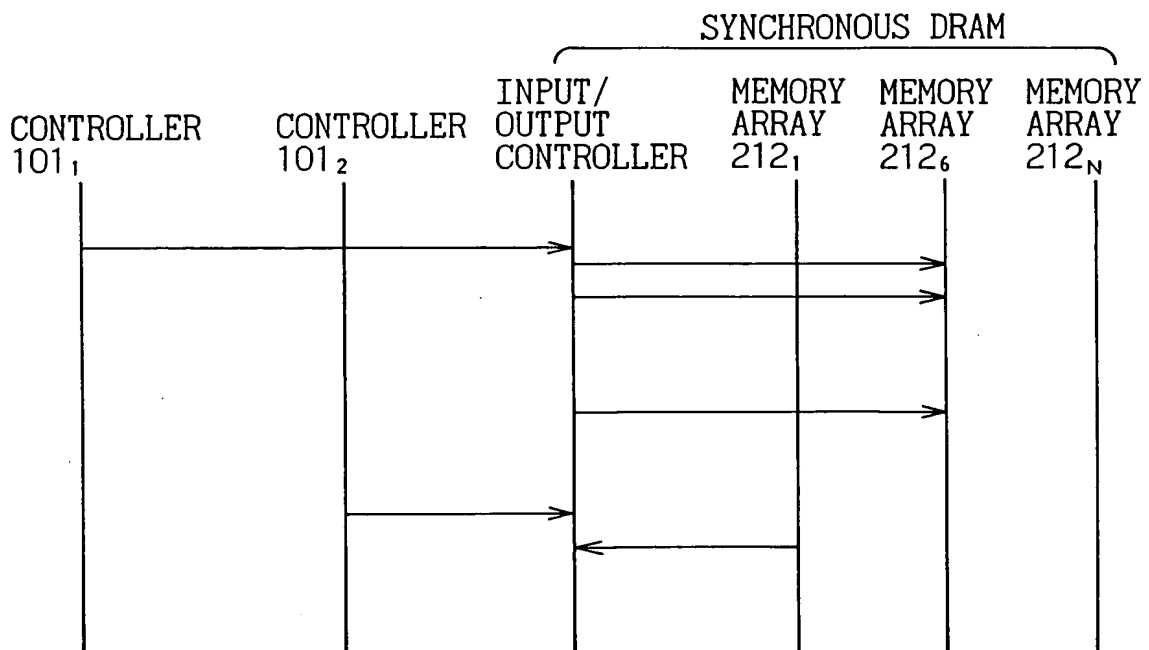 SYNCHRONOUS DRAM
CONTROLLER
101₁
CONTROLLER
101₂
INPUT/
OUTPUT
CONTROLLER
MEMORY
ARRAY
212₁
MEMORY
ARRAY
212₆
MEMORY
ARRAY
212ₙ